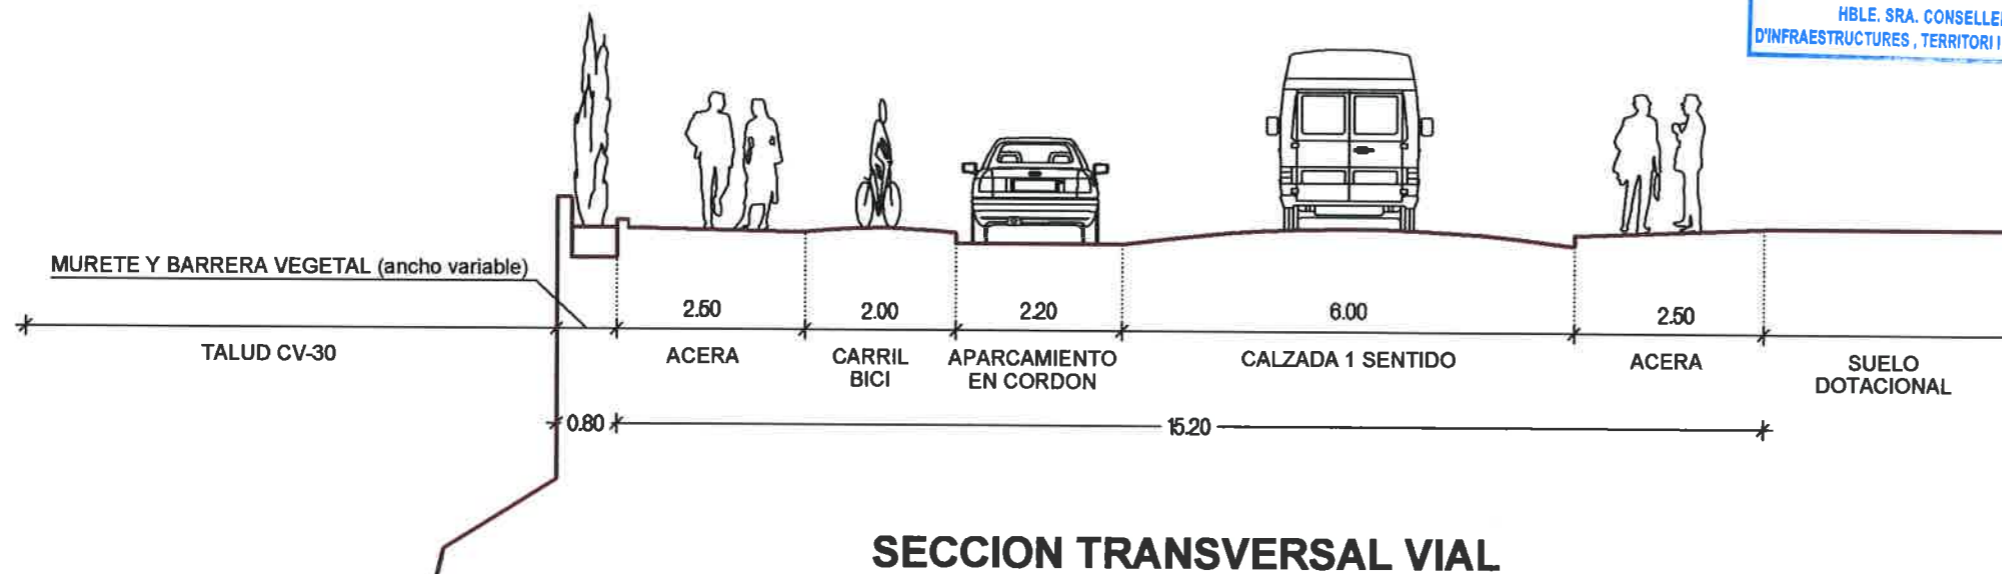 HBLE. SRA. CONSELLE
D'INFRAESTRUCTURES, TERRITORI I
MURETE Y BARRERA VEGETAL (ancho variable)
2.50
2.00
2.20
6.00
2.50
TALUD CV-30
ACERA
CARRIL
BICI
APARCAMIENTO
EN CORDON
CALZADA 1 SENTIDO
ACERA
SUELO
DOTACIONAL
0.80
15.20
SECCION TRANSVERSAL VIAL